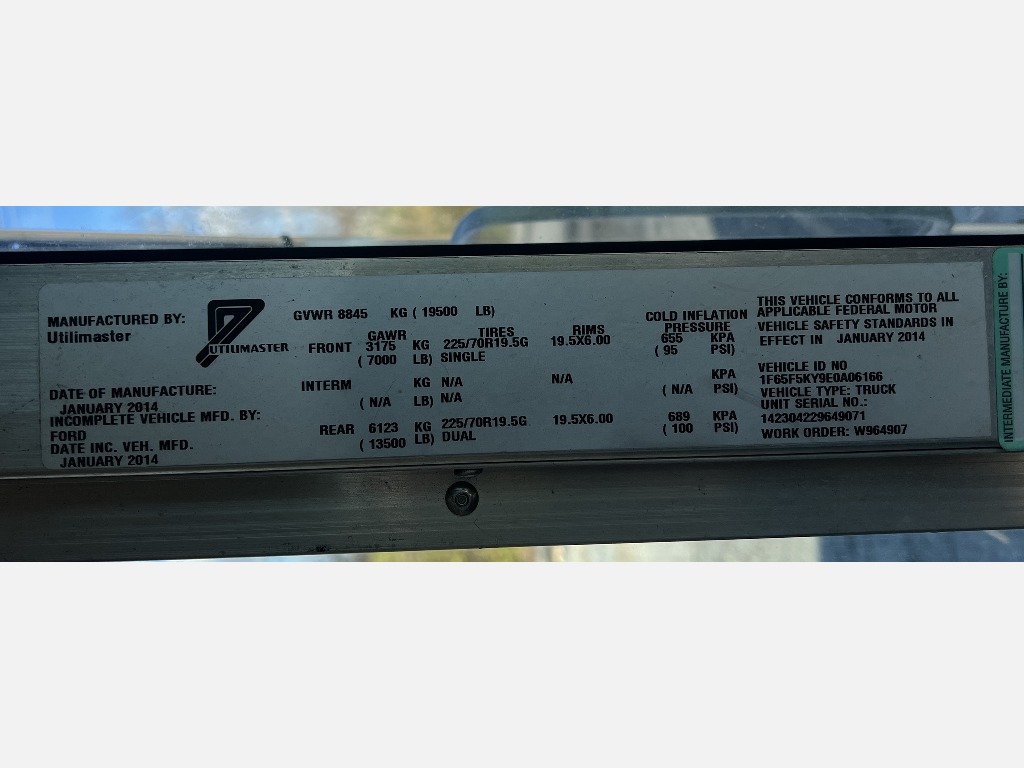 MANUFACTURED BY:
Utilimaster
UTILIMASTER
DATE OF MANUFACTURE:
JANUARY 2014
INCOMPLETE VEHICLE MFD. BY:
FORD
DATE INC. VEH. MFD.
JANUARY 2014
GVWR 8845 KG ( 19500 LB)
GAWR TIRES RIMS COLD INFLATION PRESSURE
FRONT 3175 KG 225/70R19.5G 19.5X6.00 655 KPA
( 7000 LB) SINGLE ( 95 PSI)
INTERM KG N/A N/A KPA
( N/A LB) N/A ( N/A PSI)
REAR 6123 KG 225/70R19.5G 19.5X6.00 689 KPA
( 13500 LB) DUAL ( 100 PSI)
THIS VEHICLE CONFORMS TO ALL
APPLICABLE FEDERAL MOTOR
VEHICLE SAFETY STANDARDS IN
EFFECT IN JANUARY 2014
VEHICLE ID NO
1F65F5KY9E0A06166
VEHICLE TYPE: TRUCK
UNIT SERIAL NO.:
142304229649071
WORK ORDER: W964907
INTERMEDIATE MANUFACTURE BY: